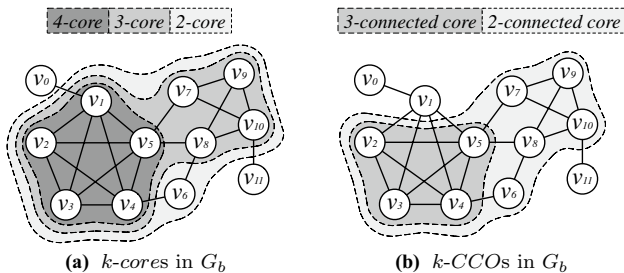 4-core 3-core 2-core
3-connected core 2-connected core
v0 v1 v2 v3 v4 v5 v6 v7 v8 v9 v10 v11
v0 v1 v2 v3 v4 v5 v6 v7 v8 v9 v10 v11
(a) k-cores in Gb
(b) k-CCOs in Gb